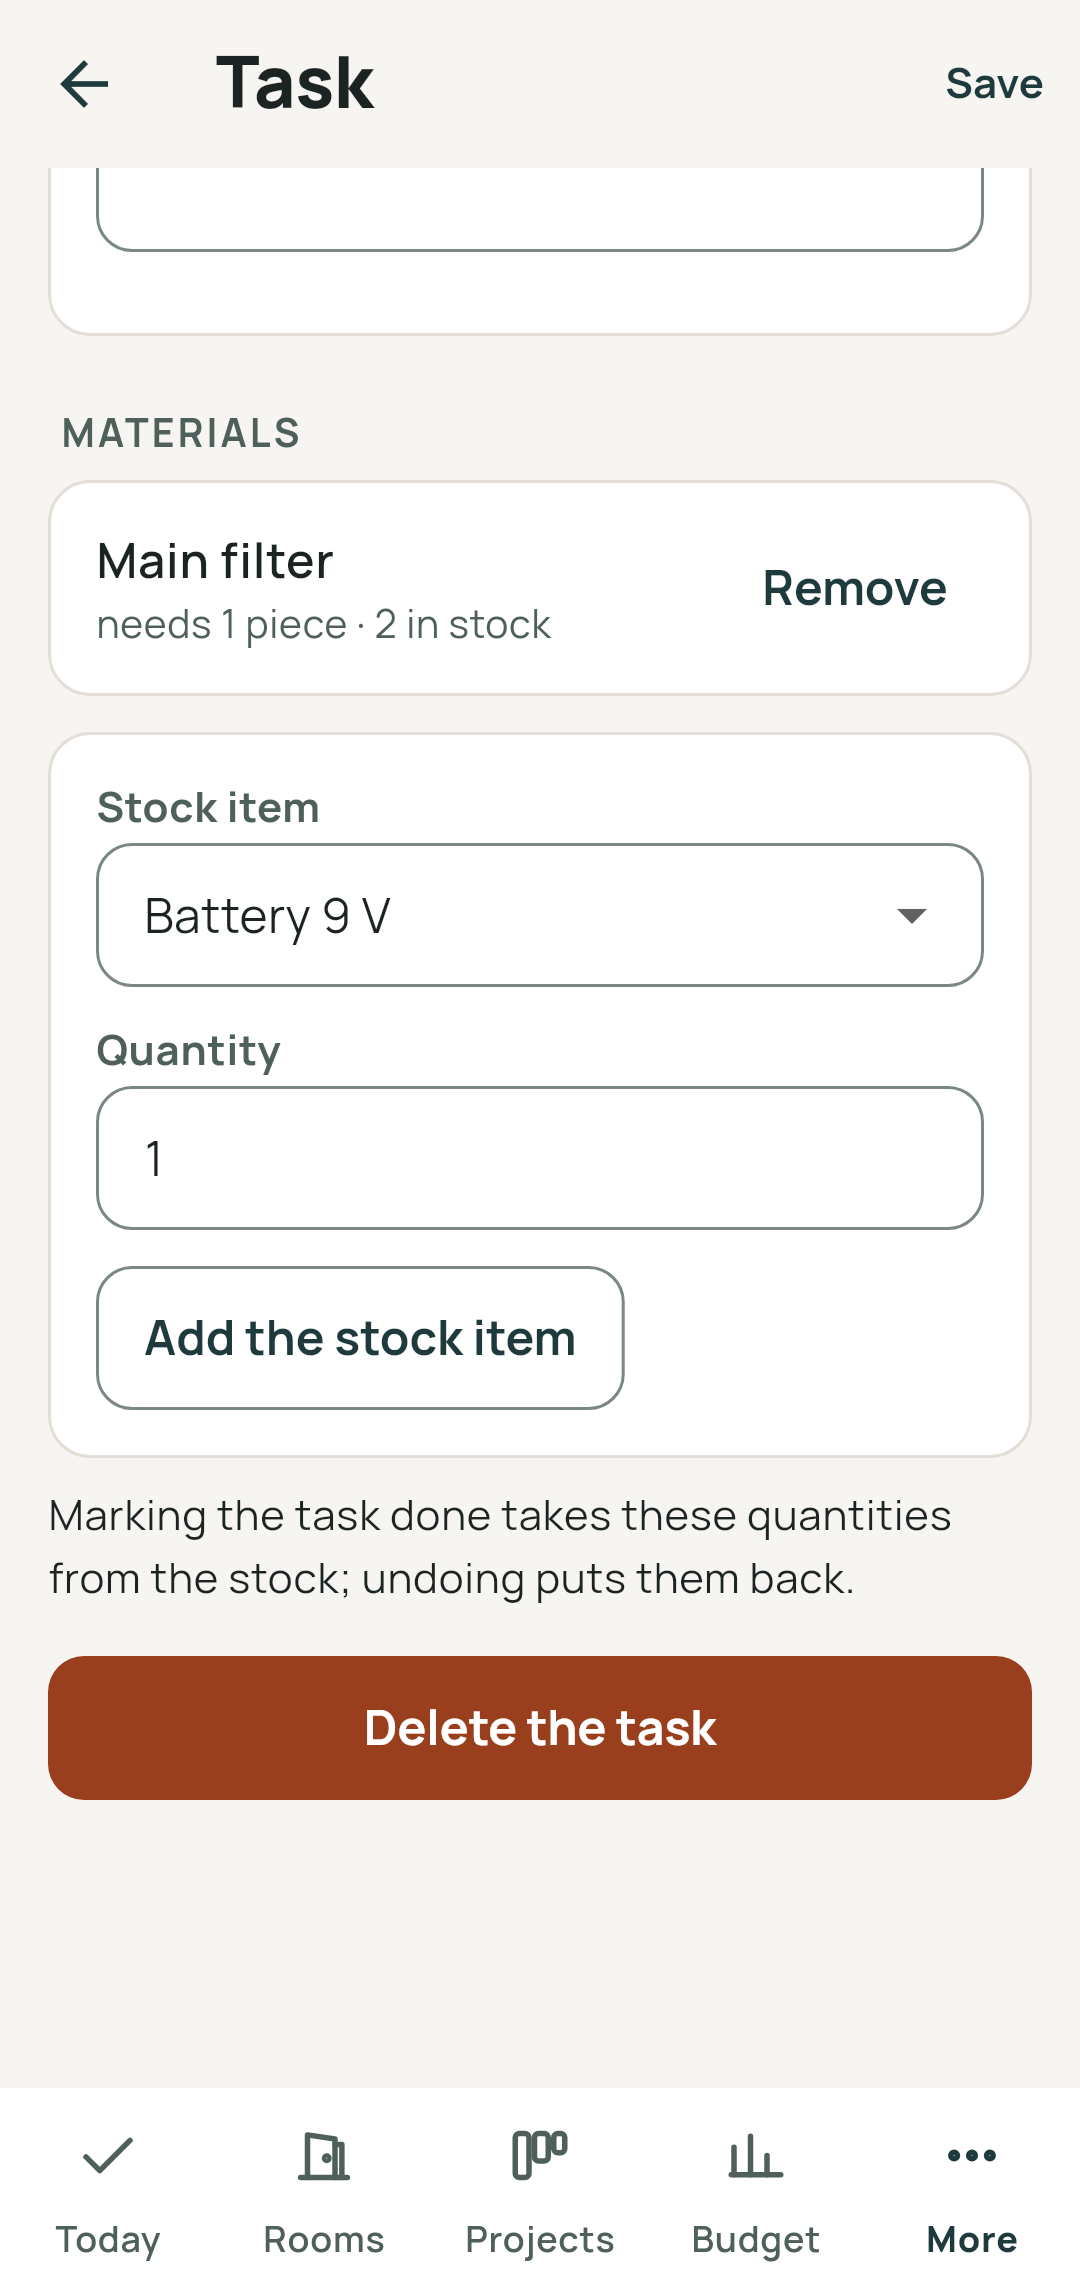 Task
Save
MATERIALS
Main filter
needs 1 piece · 2 in stock
Remove
Stock item
Battery 9 V
Quantity
1
Add the stock item
Marking the task done takes these quantities
from the stock; undoing puts them back.
Delete the task
Today
Rooms
Projects
Budget
More